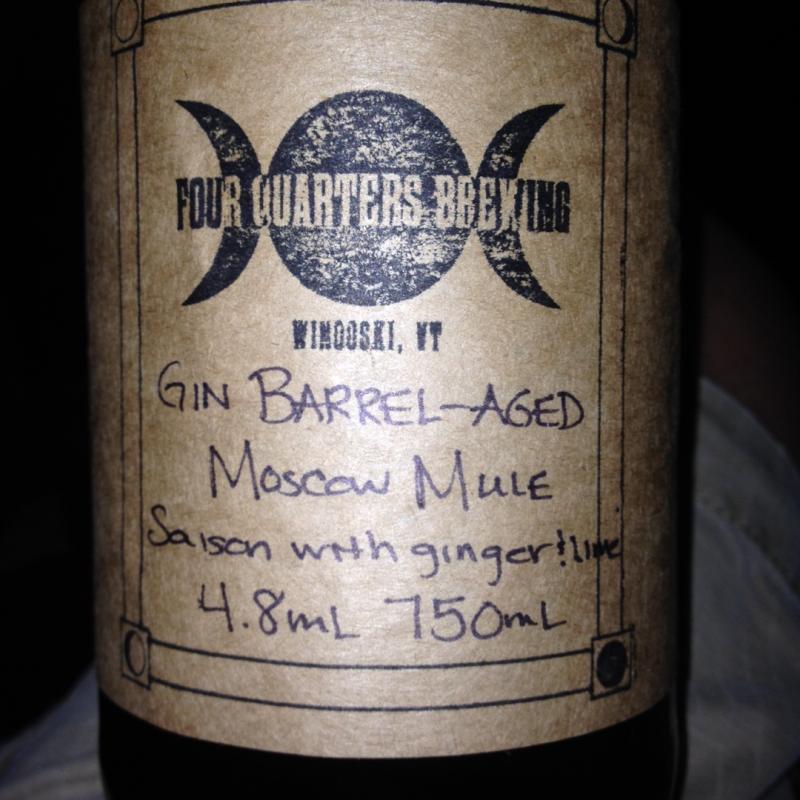 FOUR QUARTERS BREWING
WINOOSKI, VT
GIN BARREL-AGED
MOSCOW MULE
Saison with ginger & lime
4.8mL 750mL